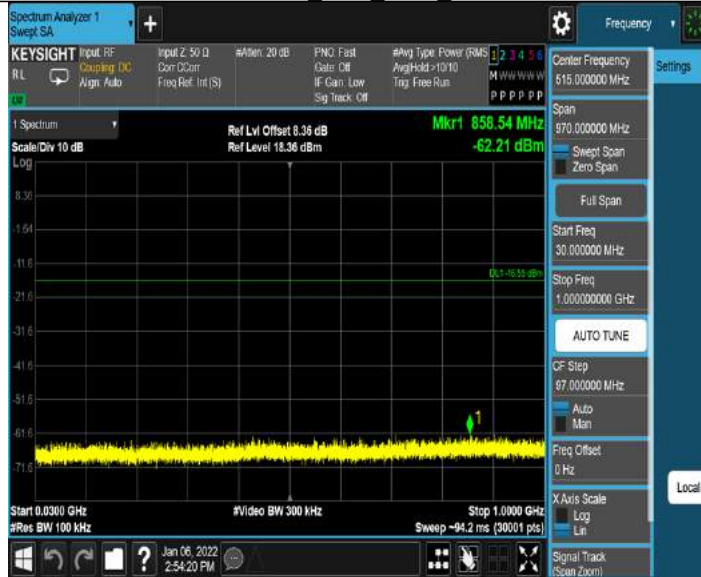 Spectrum Analyzer 1
Swept SA
Frequency
KEYSIGHT
RL
Input: RF
Coupling: DC
Align: Auto
Input Z: 50 Ω
Corr CCorr
Freq Ref: Int (S)
#Atten: 20 dB
PNO: Fast
Gate: Off
IF Gain: Low
Sig Track: Off
#Avg Type: Power (RMS
Avg|Hold:>10/10
Trig: Free Run
1 2 3 4 5 6
M W W W W W
P P P P P P
1 Spectrum
Scale/Div 10 dB
Log
Ref Lvl Offset 8.36 dB
Ref Level 18.36 dBm
Mkr1 858.54 MHz
-62.21 dBm
8.36
-1.64
-11.6
-21.6
-31.6
-41.6
-51.6
-61.6
-71.6
DL1 -16.55 dBm
1
Start 0.0300 GHz
#Res BW 100 kHz
#Video BW 300 kHz
Stop 1.0000 GHz
Sweep ~94.2 ms (30001 pts)
?
Jan 06, 2022
2:54:20 PM
Center Frequency
515.000000 MHz
Span
970.000000 MHz
Swept Span
Zero Span
Full Span
Start Freq
30.000000 MHz
Stop Freq
1.000000000 GHz
AUTO TUNE
CF Step
97.000000 MHz
Auto
Man
Freq Offset
0 Hz
X Axis Scale
Log
Lin
Signal Track
(Span Zoom)
Settings
Local